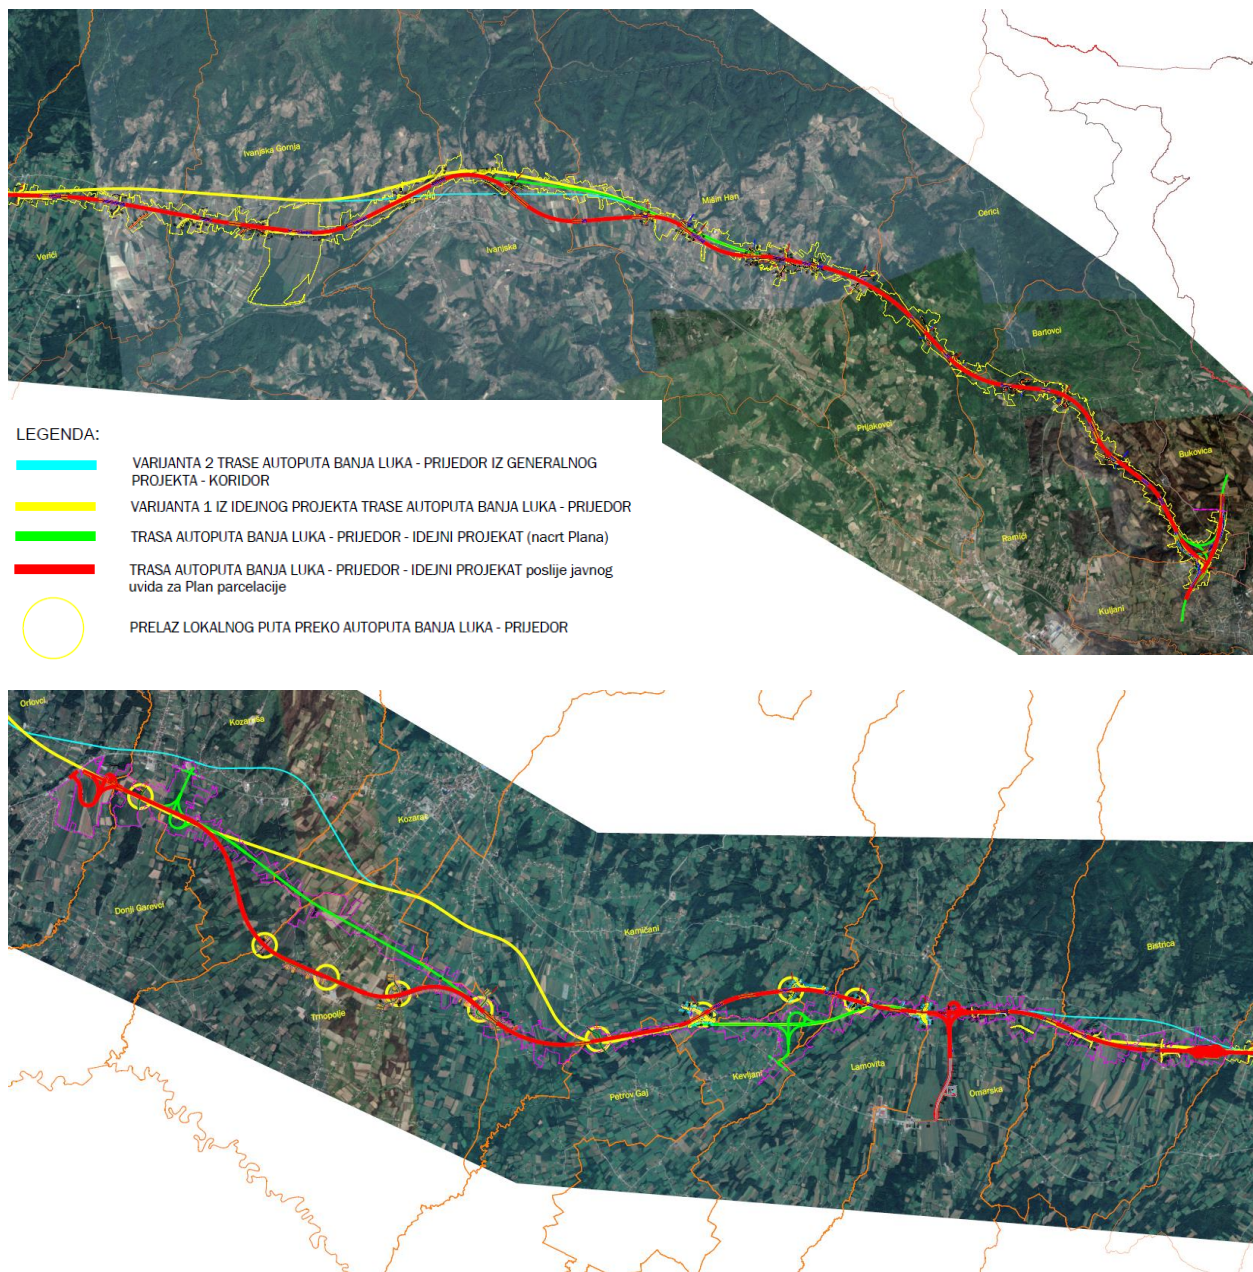 Ivanjska Gornja
Mišin Han
Cerici
Verići
Ivanjska
Barlovci
Prijakovci
Bukovica
Ramići
Kuljani
LEGENDA:
VARIJANTA 2 TRASE AUTOPUTA BANJA LUKA - PRIJEDOR IZ GENERALNOG
PROJEKTA - KORIDOR
VARIJANTA 1 IZ IDEJNOG PROJEKTA TRASE AUTOPUTA BANJA LUKA - PRIJEDOR
TRASA AUTOPUTA BANJA LUKA - PRIJEDOR - IDEJNI PROJEKAT (nacrt Plana)
TRASA AUTOPUTA BANJA LUKA - PRIJEDOR - IDEJNI PROJEKAT poslije javnog
uvida za Plan parcelacije
PRELAZ LOKALNOG PUTA PREKO AUTOPUTA BANJA LUKA - PRIJEDOR
Orlovci
Kozaruša
Kozarac
Donji Garevci
Kamičani
Bistrica
Trnopolje
Kevljani
Lamovita
Petrov Gaj
Omarska